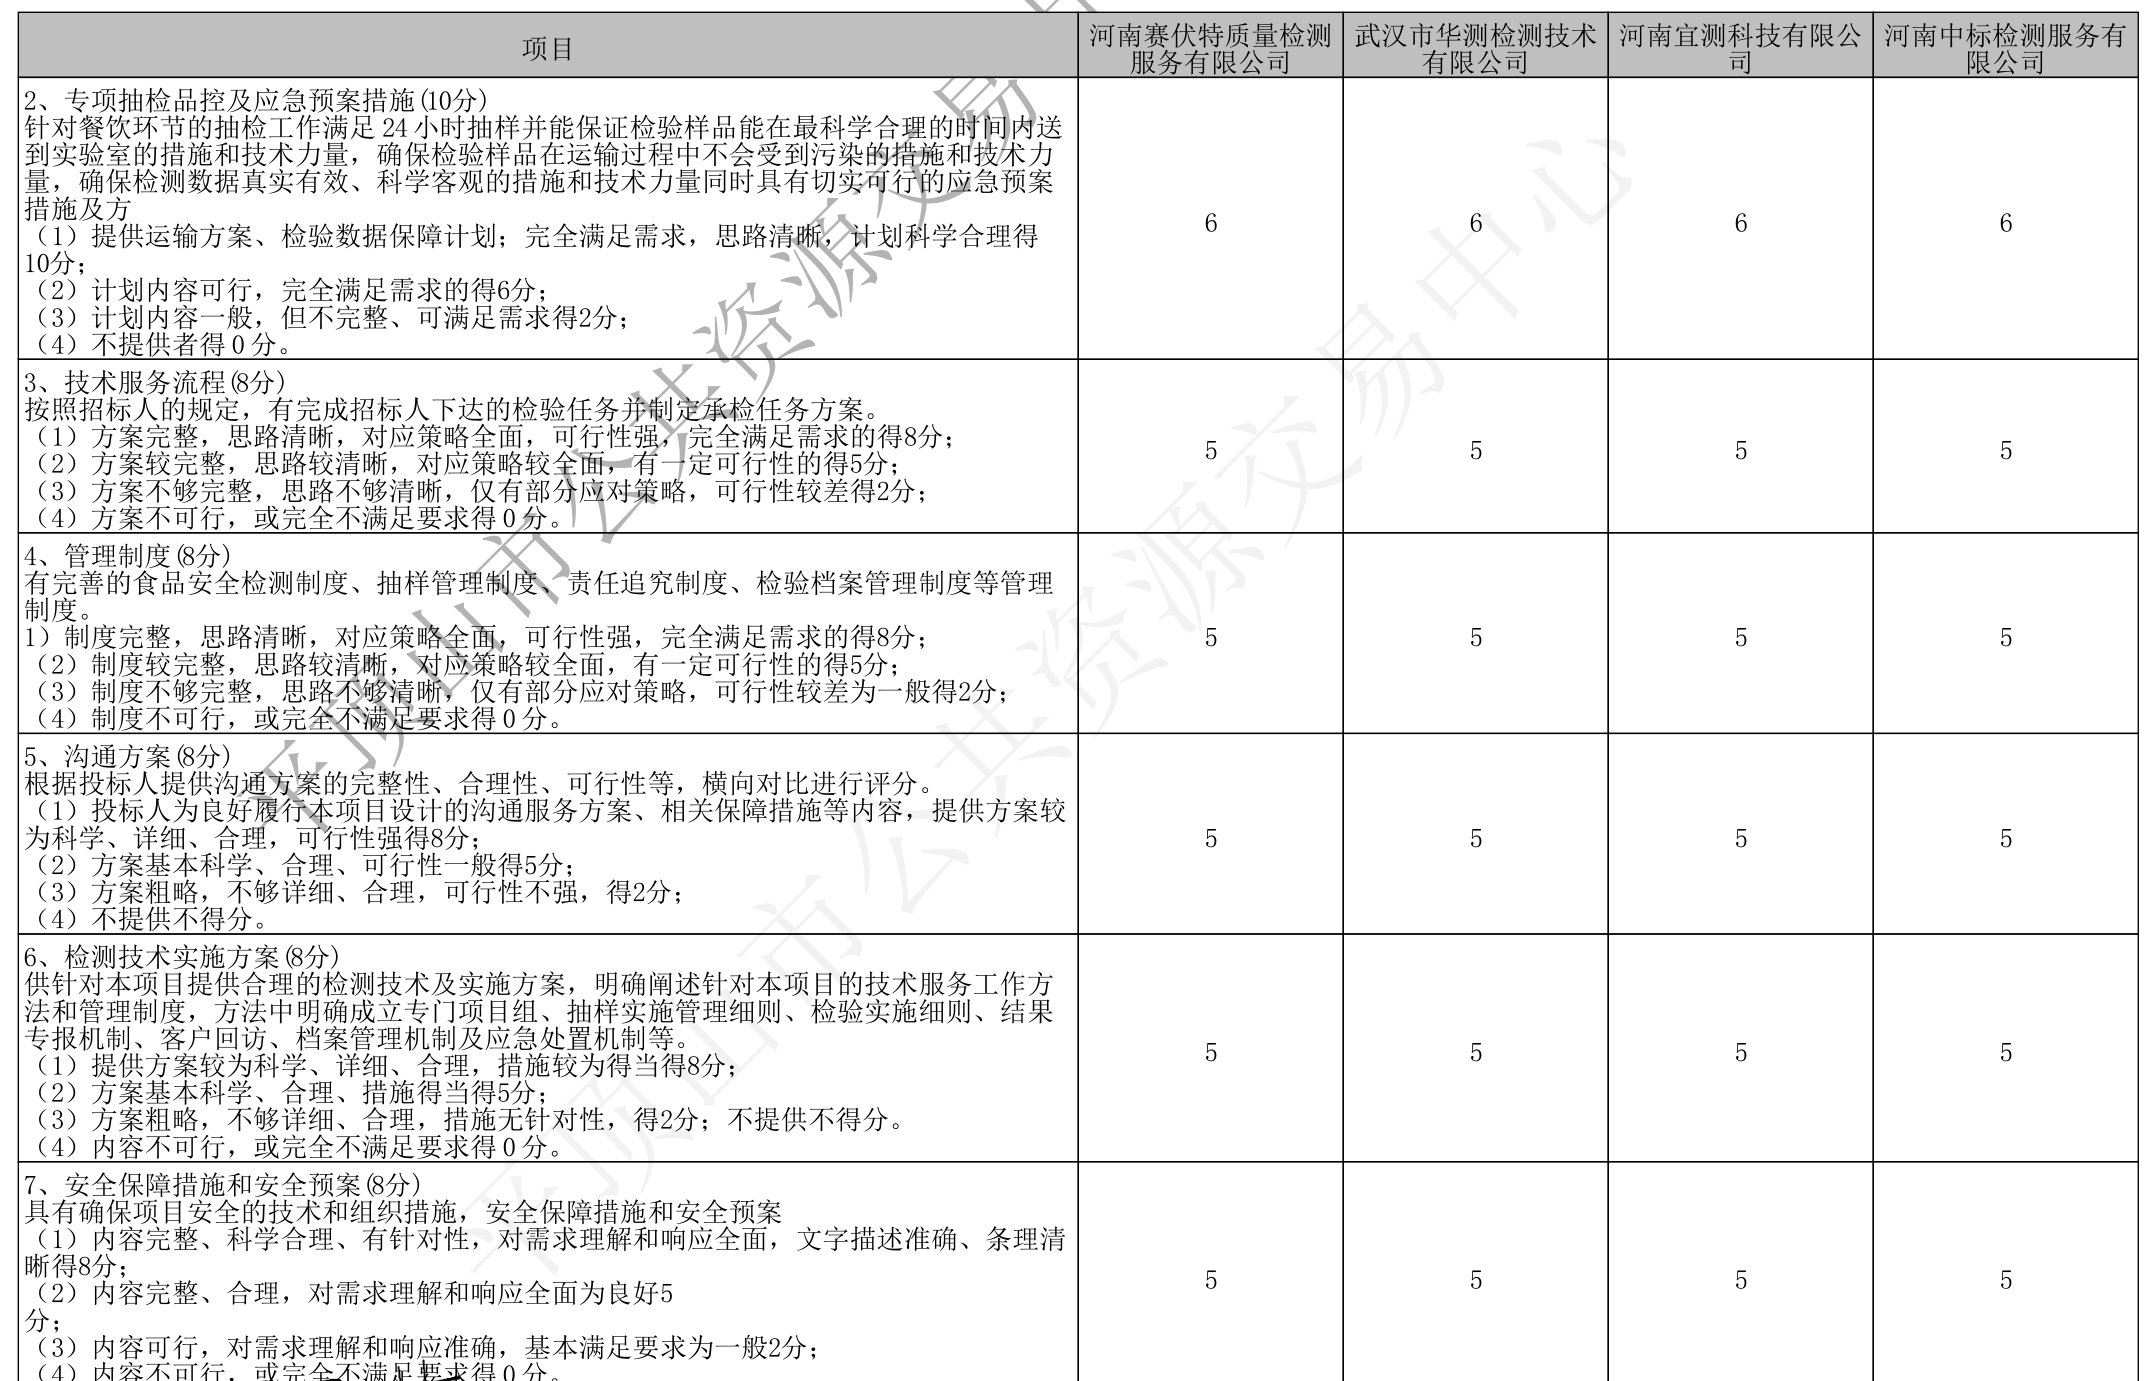 项目
河南赛伏特质量检测
服务有限公司
武汉市华测检测技术
有限公司
河南宜测科技有限公
司
河南中标检测服务有
限公司
2、专项抽检品控及应急预案措施(10分)
针对餐饮环节的抽检工作满足 24 小时抽样并能保证检验样品能在最科学合理的时间内送
到实验室的措施和技术力量，确保检验样品在运输过程中不会受到污染的措施和技术力
量，确保检测数据真实有效、科学客观的措施和技术力量同时具有切实可行的应急预案
措施及方
（1）提供运输方案、检验数据保障计划；完全满足需求，思路清晰，计划科学合理得
10分；
（2）计划内容可行，完全满足需求的得6分；
（3）计划内容一般，但不完整、可满足需求得2分；
（4）不提供者得 0 分。
6
6
6
6
3、技术服务流程(8分)
按照招标人的规定，有完成招标人下达的检验任务并制定承检任务方案。
（1）方案完整，思路清晰，对应策略全面，可行性强，完全满足需求的得8分；
（2）方案较完整，思路较清晰，对应策略较全面，有一定可行性的得5分；
（3）方案不够完整，思路不够清晰，仅有部分应对策略，可行性较差得2分；
（4）方案不可行，或完全不满足要求得 0 分。
5
5
5
5
4、管理制度(8分)
有完善的食品安全检测制度、抽样管理制度、责任追究制度、检验档案管理制度等管理
制度。
1）制度完整，思路清晰，对应策略全面，可行性强，完全满足需求的得8分；
（2）制度较完整，思路较清晰，对应策略较全面，有一定可行性的得5分；
（3）制度不够完整，思路不够清晰，仅有部分应对策略，可行性较差为一般得2分；
（4）制度不可行，或完全不满足要求得 0 分。
5
5
5
5
5、沟通方案(8分)
根据投标人提供沟通方案的完整性、合理性、可行性等，横向对比进行评分。
（1）投标人为良好履行本项目设计的沟通服务方案、相关保障措施等内容，提供方案较
为科学、详细、合理，可行性强得8分；
（2）方案基本科学、合理、可行性一般得5分；
（3）方案粗略，不够详细、合理，可行性不强，得2分；
（4）不提供不得分。
5
5
5
5
6、检测技术实施方案(8分)
供针对本项目提供合理的检测技术及实施方案，明确阐述针对本项目的技术服务工作方
法和管理制度，方法中明确成立专门项目组、抽样实施管理细则、检验实施细则、结果
专报机制、客户回访、档案管理机制及应急处置机制等。
（1）提供方案较为科学、详细、合理，措施较为得当得8分；
（2）方案基本科学、合理、措施得当得5分；
（3）方案粗略，不够详细、合理，措施无针对性，得2分；不提供不得分。
（4）内容不可行，或完全不满足要求得 0 分。
5
5
5
5
7、安全保障措施和安全预案(8分)
具有确保项目安全的技术和组织措施，安全保障措施和安全预案
（1）内容完整、科学合理、有针对性，对需求理解和响应全面，文字描述准确、条理清
晰得8分；
（2）内容完整、合理，对需求理解和响应全面为良好5
分；
（3）内容可行，对需求理解和响应准确，基本满足要求为一般2分；
（4）内容不可行，或完全不满足要求得 0 分。
5
5
5
5
平顶山市公共资源交易中
平顶山市公共资源交易中心